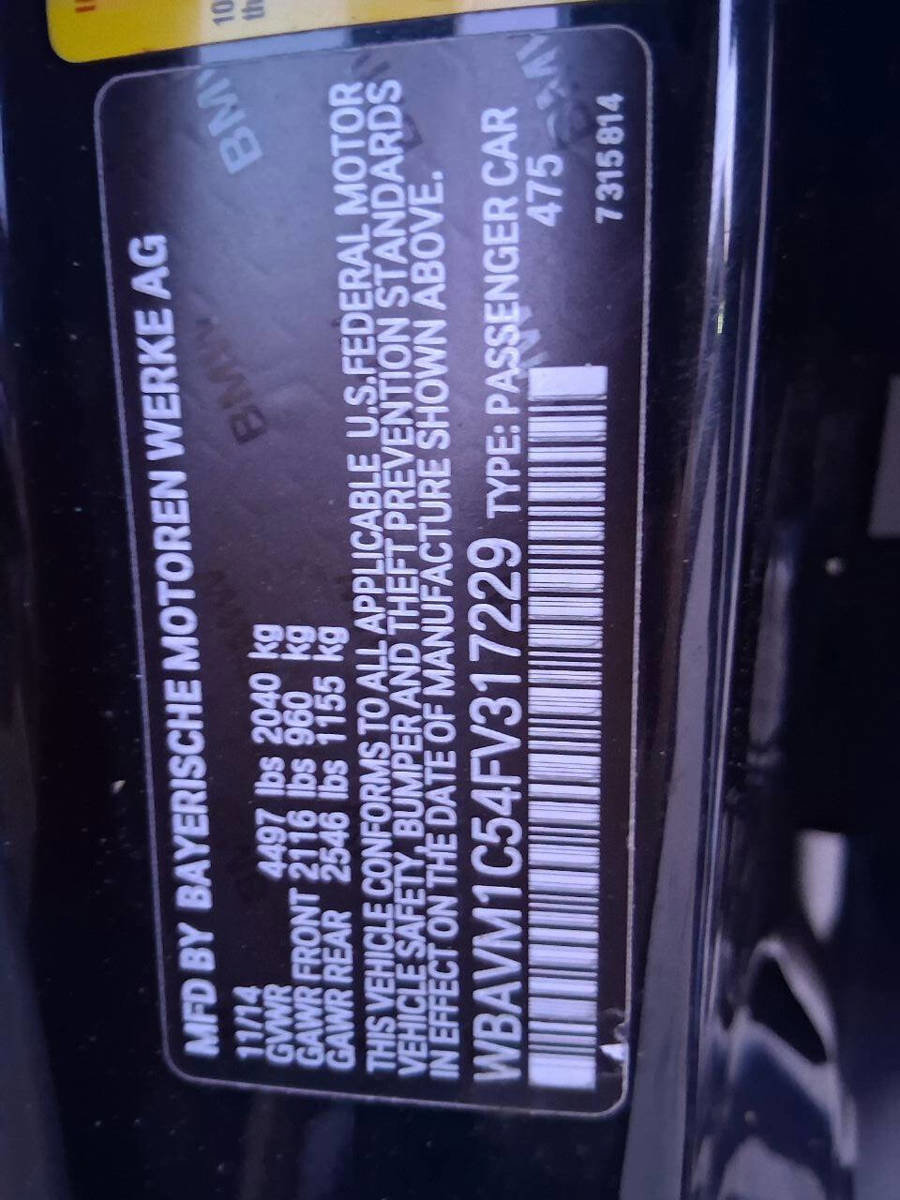 MFD BY BAYERISCHE MOTOREN WERKE AG
11/14
GVWR 4497 lbs 2040 kg
GAWR FRONT 2116 lbs 960 kg
GAWR REAR 2546 lbs 1155 kg
THIS VEHICLE CONFORMS TO ALL APPLICABLE U.S.FEDERAL MOTOR
VEHICLE SAFETY, BUMPER AND THEFT PREVENTION STANDARDS
IN EFFECT ON THE DATE OF MANUFACTURE SHOWN ABOVE.
WBAVM1C54FV317229 TYPE: PASSENGER CAR
475
7 315 814
BMW
BMW